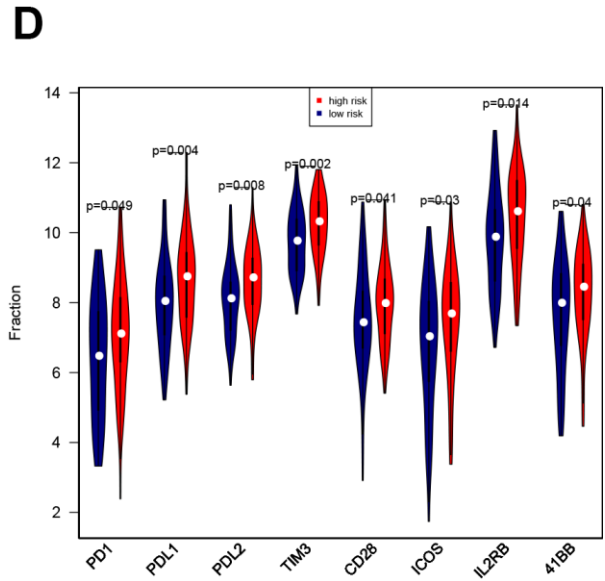 D
14
12
10
8
6
4
2
Fraction
high risk
low risk
p=0.049
p=0.004
p=0.008
p=0.002
p=0.041
p=0.03
p=0.014
p=0.04
PD1
PDL1
PDL2
TIM3
CD28
ICOS
IL2RB
41BB